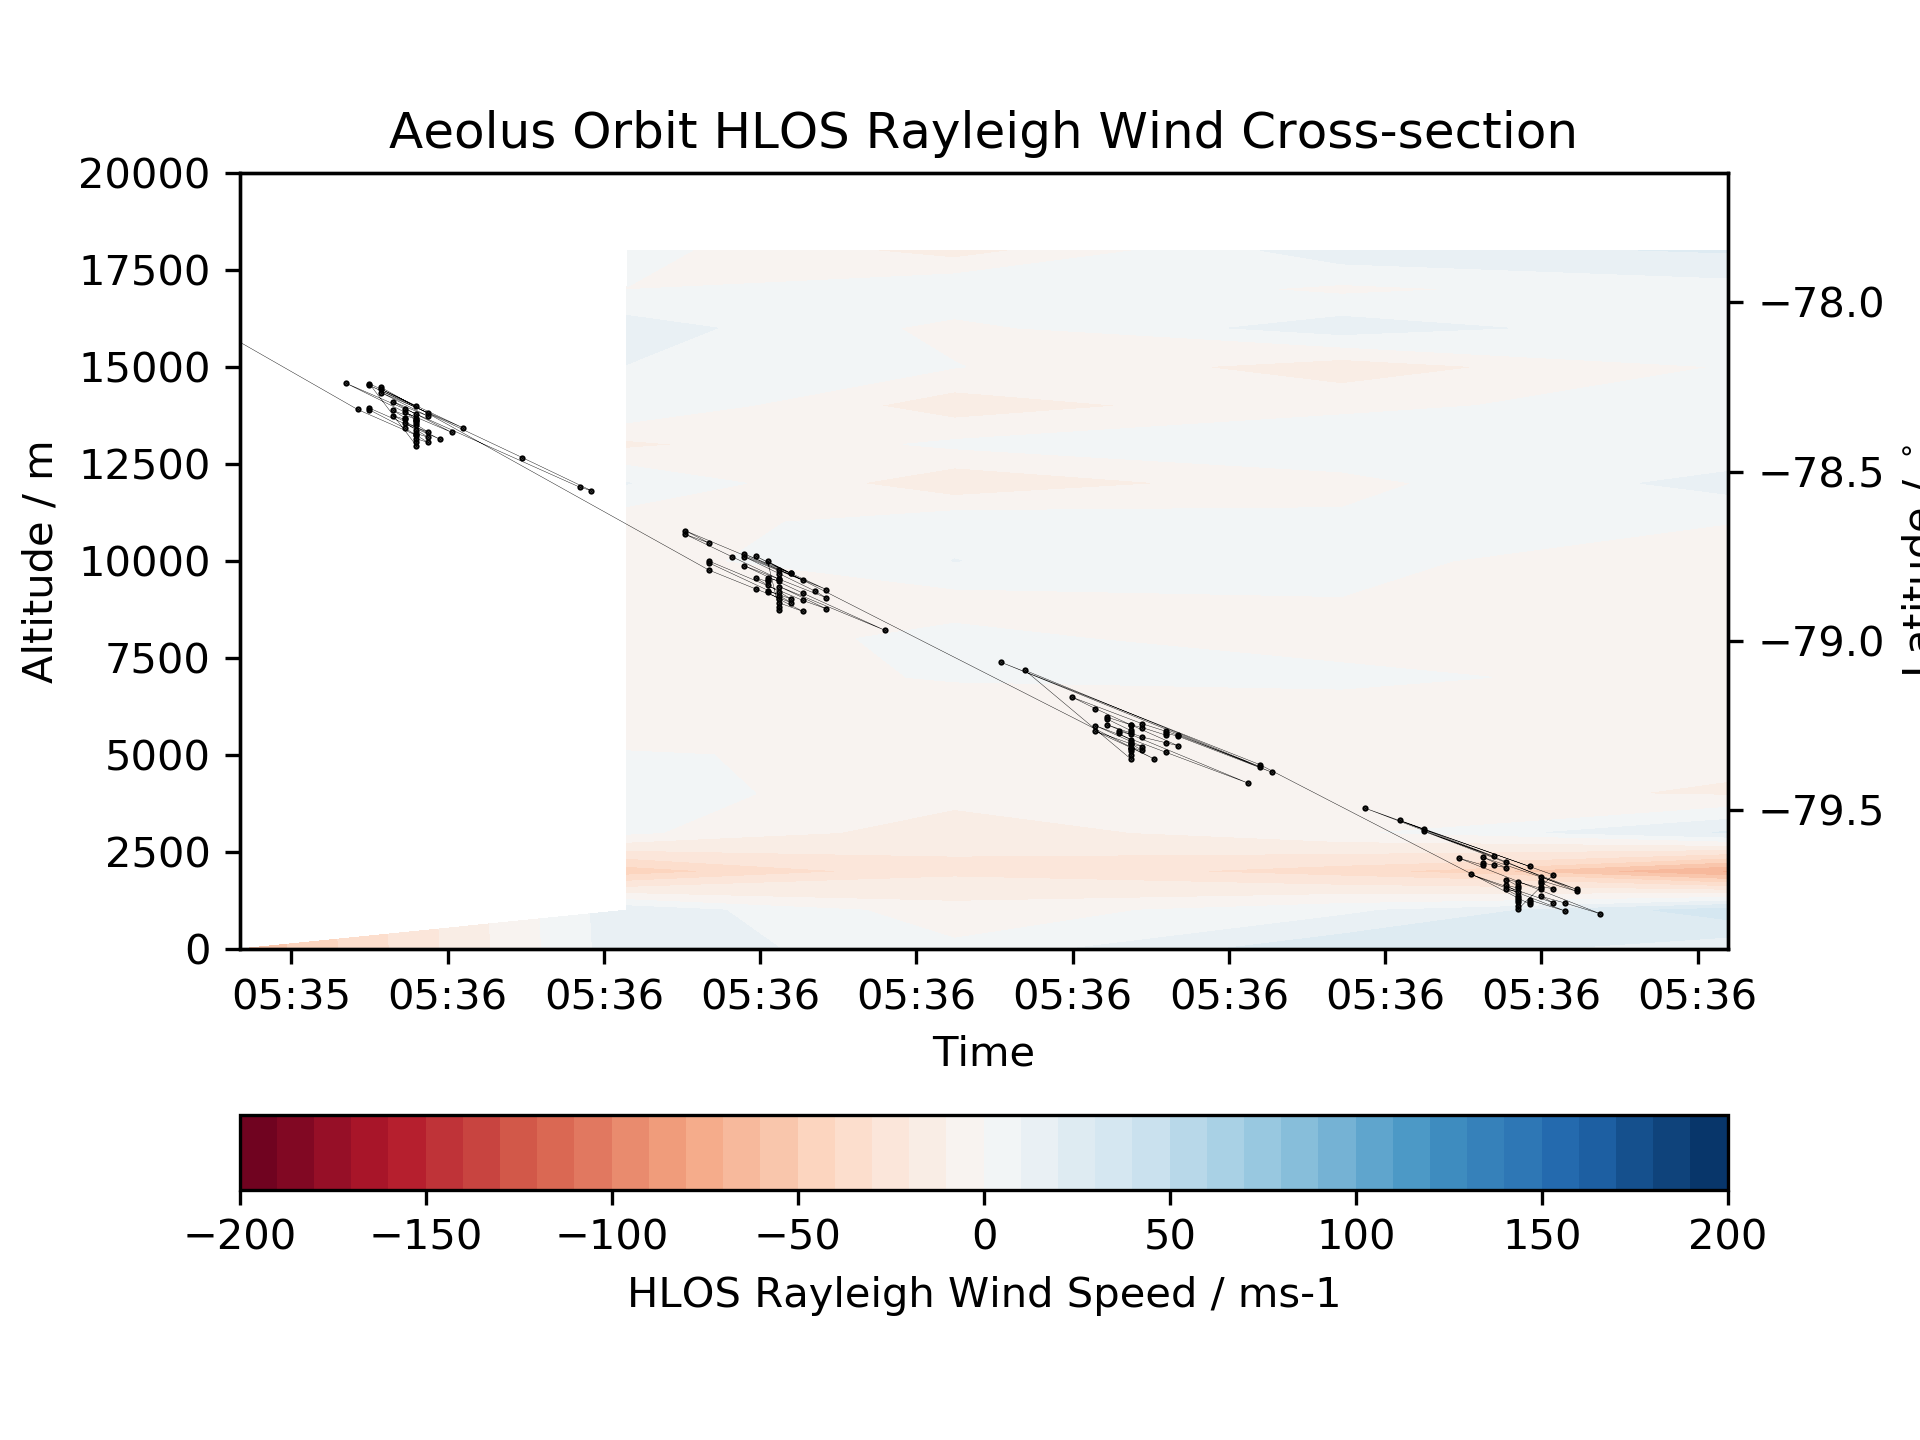 Aeolus Orbit HLOS Rayleigh Wind Cross-section
20000
17500
15000
12500
10000
7500
5000
2500
0
Altitude / m
−78.0
−78.5
−79.0
−79.5
Latitude / °
05:35 05:36 05:36 05:36 05:36 05:36 05:36 05:36 05:36 05:36
Time
−200 −150 −100 −50 0 50 100 150 200
HLOS Rayleigh Wind Speed / ms-1